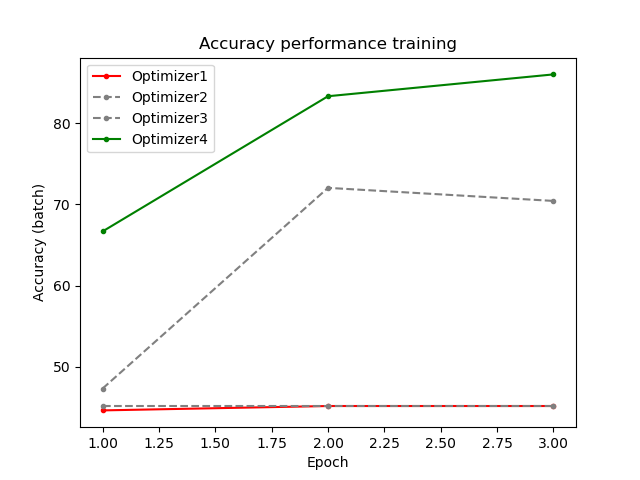 Accuracy performance training
Optimizer1
Optimizer2
Optimizer3
Optimizer4
Accuracy (batch)
80
70
60
50
1.00 1.25 1.50 1.75 2.00 2.25 2.50 2.75 3.00
Epoch